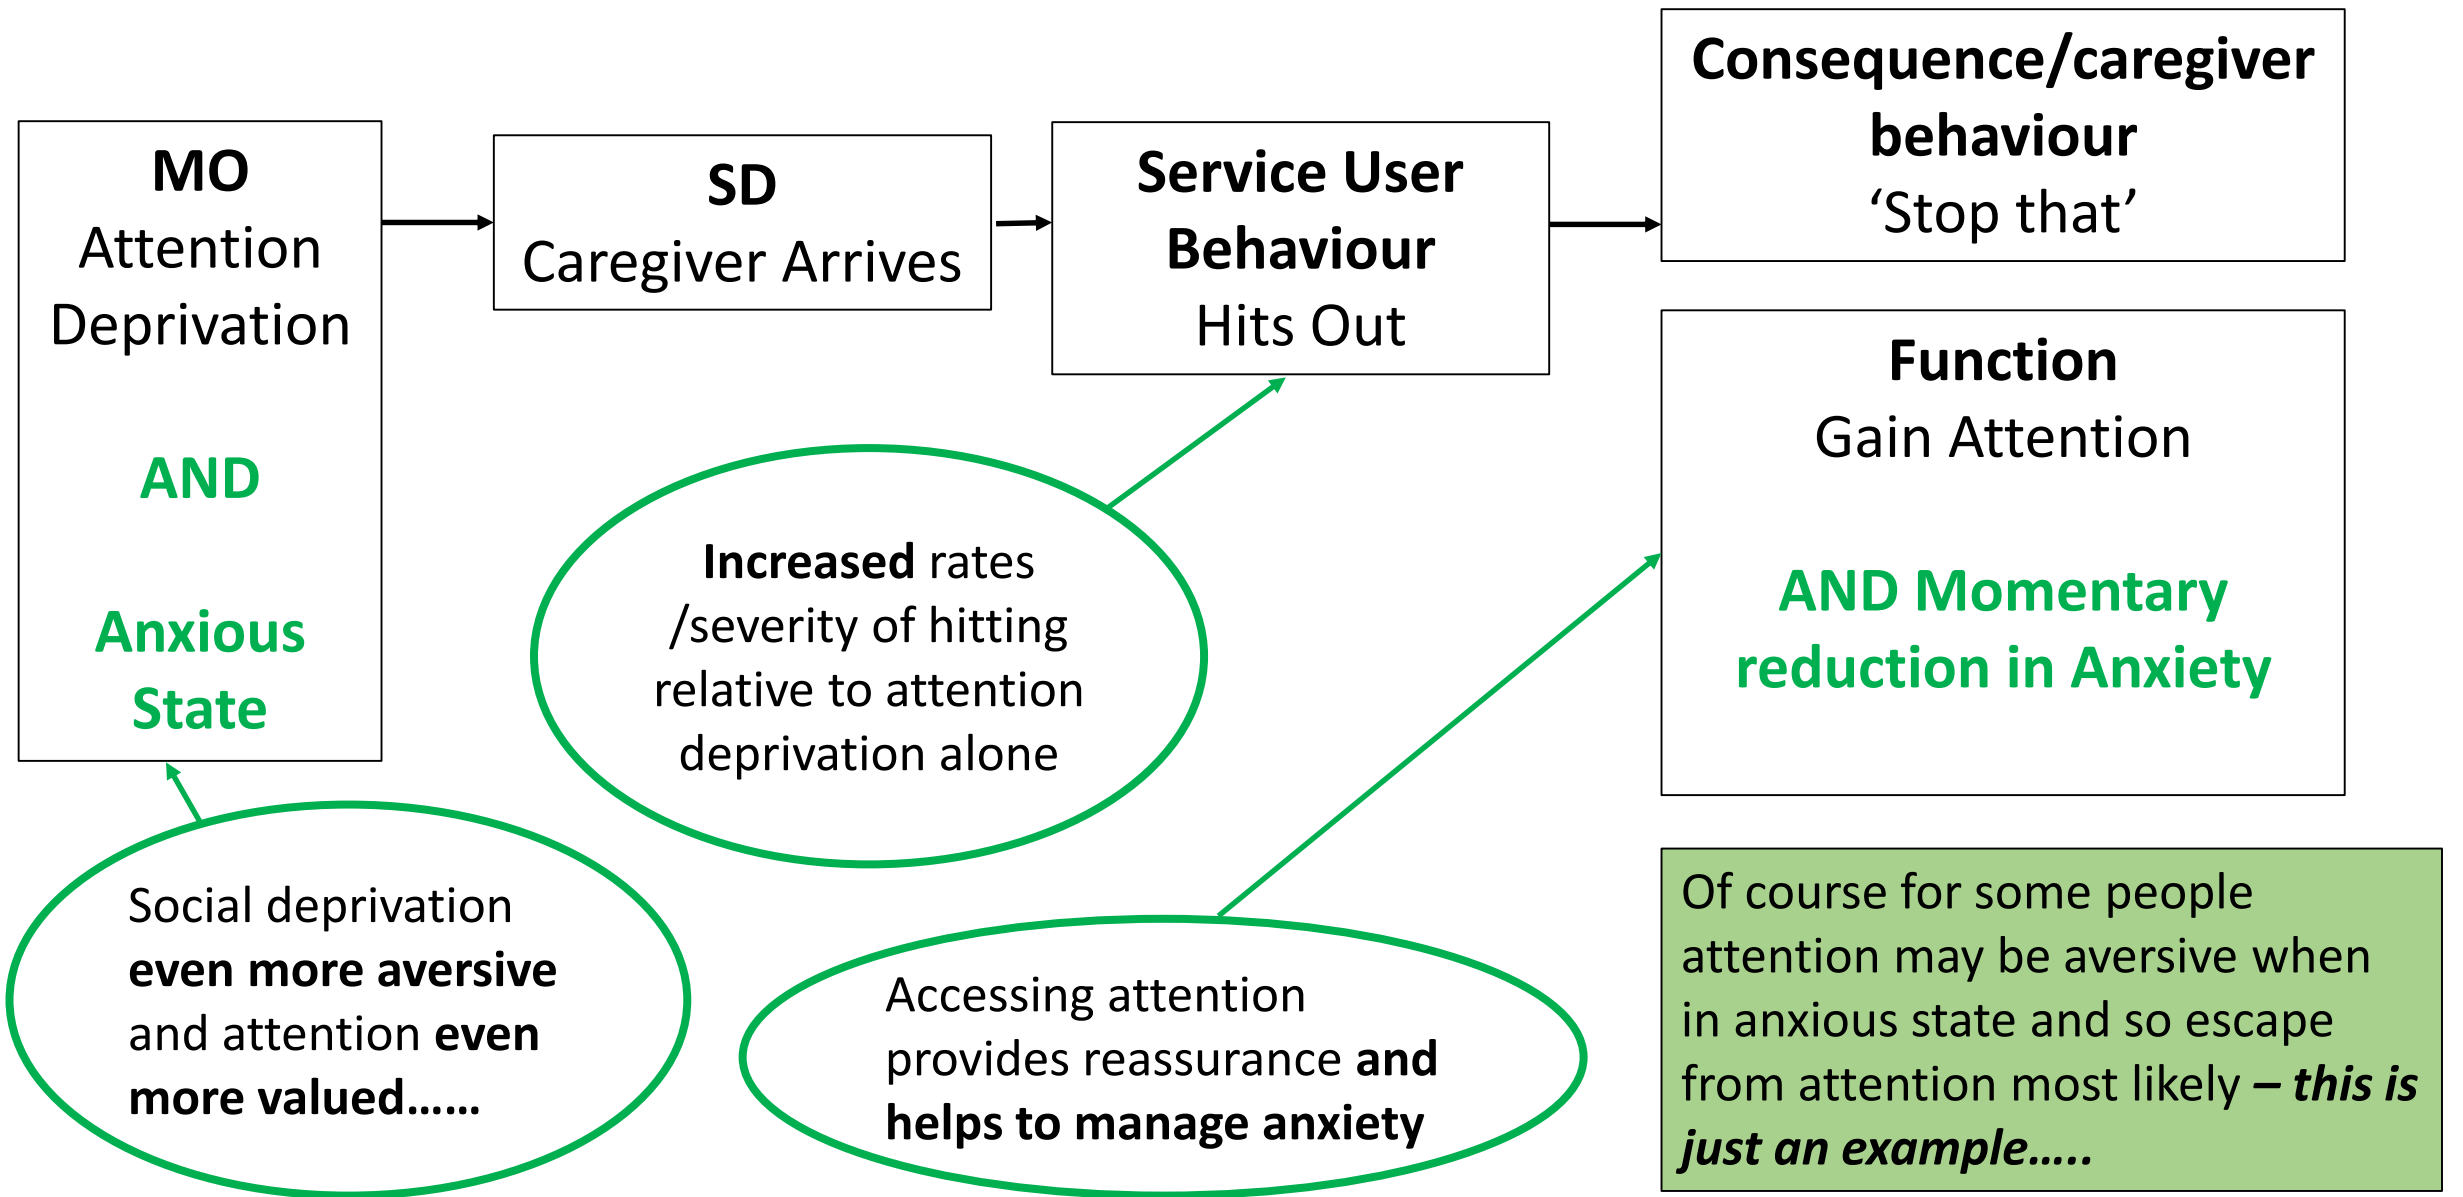 MO
Attention
Deprivation
AND
Anxious
State
SD
Caregiver Arrives
Service User
Behaviour
Hits Out
Consequence/caregiver
behaviour
‘Stop that’
Function
Gain Attention
AND Momentary
reduction in Anxiety
Increased rates
/severity of hitting
relative to attention
deprivation alone
Social deprivation
even more aversive
and attention even
more valued……
Accessing attention
provides reassurance and
helps to manage anxiety
Of course for some people
attention may be aversive when
in anxious state and so escape
from attention most likely – this is
just an example…..